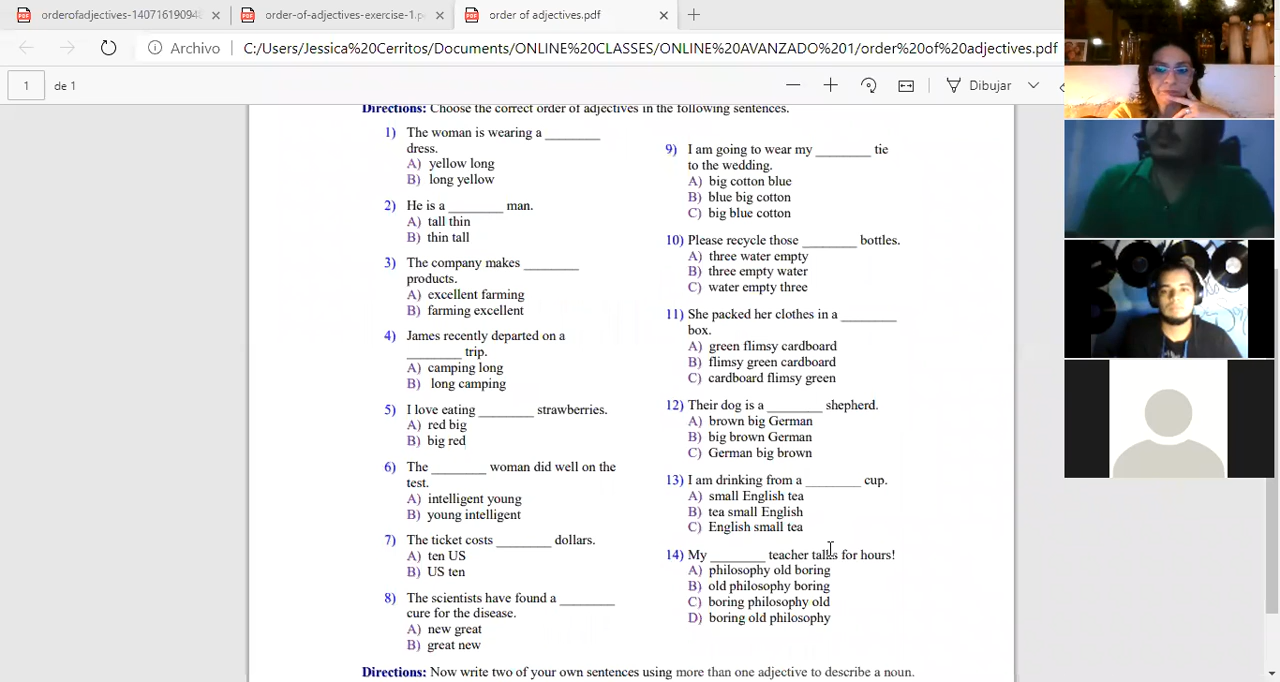 orderofadjectives-140716190948
order-of-adjectives-exercise-1.p
order of adjectives.pdf
Archivo
C:/Users/Jessica%20Cerritos/Documents/ONLINE%20CLASSES/ONLINE%20AVANZADO%201/order%20of%20adjectives.pdf
1
de 1
Dibujar
Directions: Choose the correct order of adjectives in the following sentences.
1) The woman is wearing a ________
dress.
A) yellow long
B) long yellow
2) He is a ________ man.
A) tall thin
B) thin tall
3) The company makes ________
products.
A) excellent farming
B) farming excellent
4) James recently departed on a
________ trip.
A) camping long
B) long camping
5) I love eating ________ strawberries.
A) red big
B) big red
6) The ________ woman did well on the
test.
A) intelligent young
B) young intelligent
7) The ticket costs ________ dollars.
A) ten US
B) US ten
8) The scientists have found a ________
cure for the disease.
A) new great
B) great new
9) I am going to wear my ________ tie
to the wedding.
A) big cotton blue
B) blue big cotton
C) big blue cotton
10) Please recycle those ________ bottles.
A) three water empty
B) three empty water
C) water empty three
11) She packed her clothes in a ________
box.
A) green flimsy cardboard
B) flimsy green cardboard
C) cardboard flimsy green
12) Their dog is a ________ shepherd.
A) brown big German
B) big brown German
C) German big brown
13) I am drinking from a ________ cup.
A) small English tea
B) tea small English
C) English small tea
14) My ________ teacher talks for hours!
A) philosophy old boring
B) old philosophy boring
C) boring philosophy old
D) boring old philosophy
Directions: Now write two of your own sentences using more than one adjective to describe a noun.